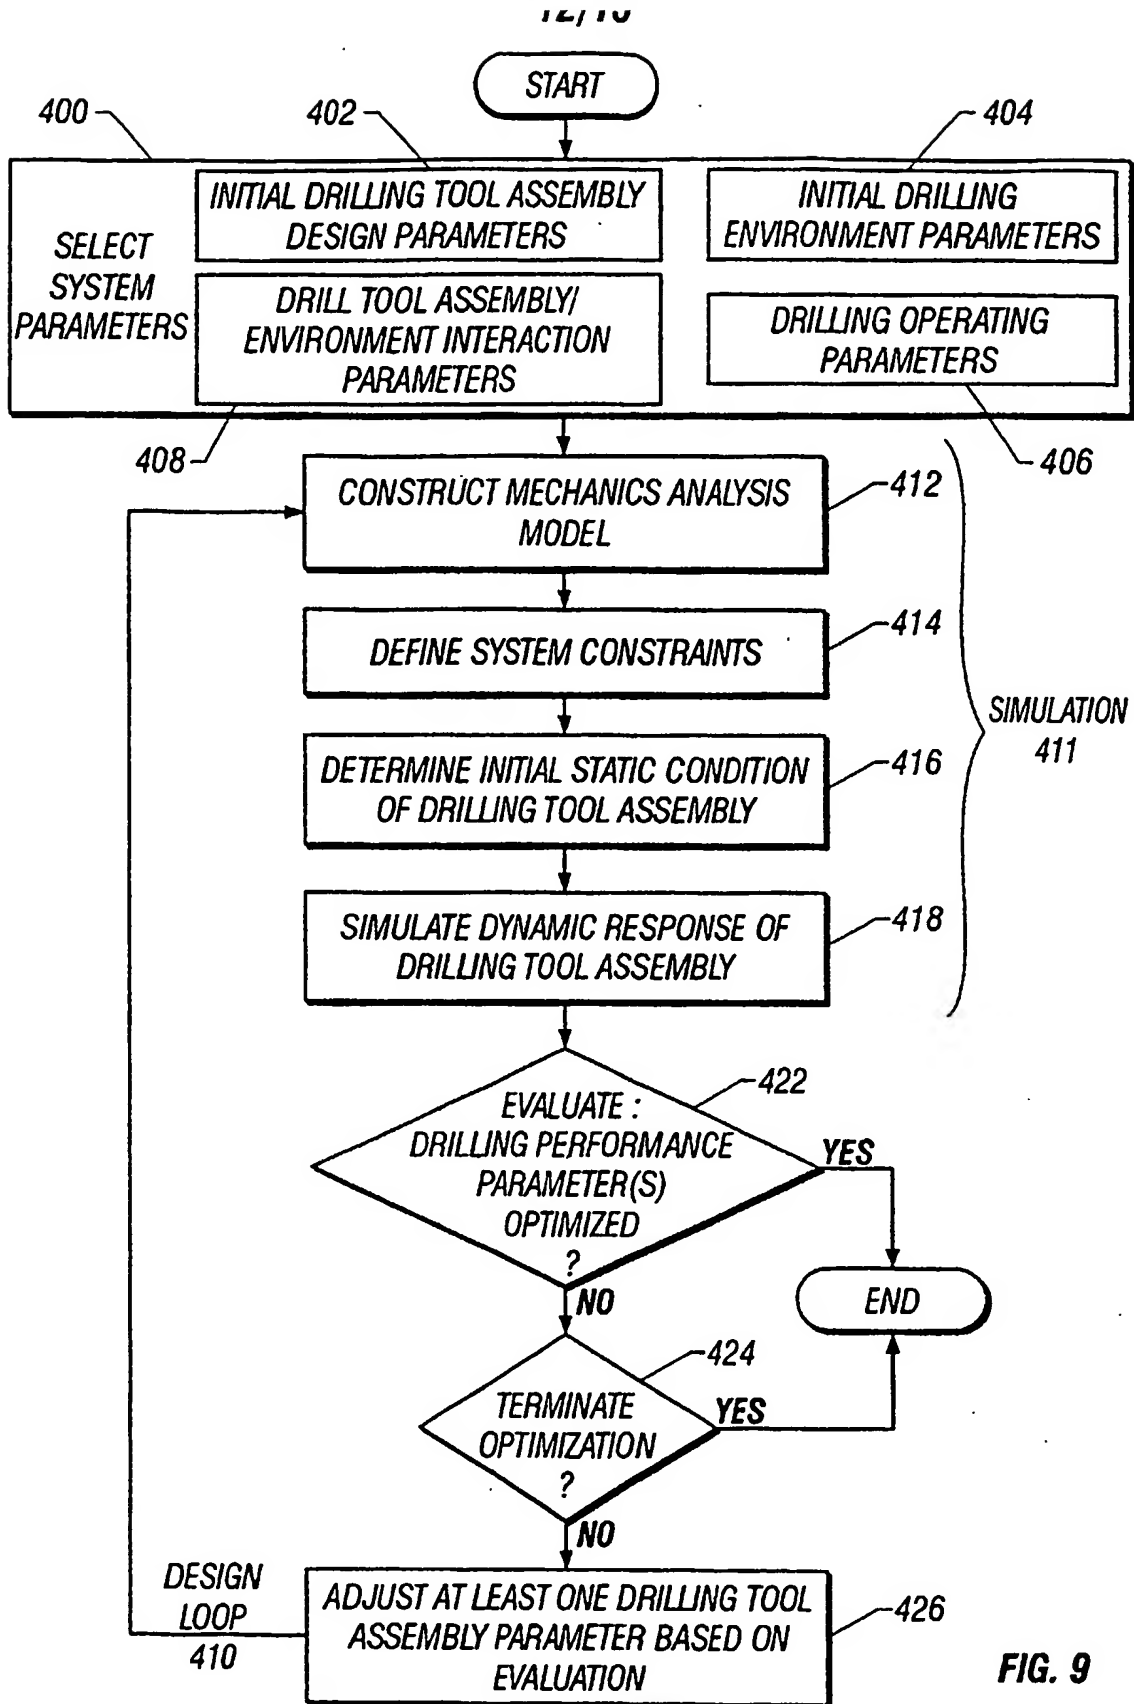 START
400
402
404
SELECT
SYSTEM
PARAMETERS
INITIAL DRILLING TOOL ASSEMBLY
DESIGN PARAMETERS
INITIAL DRILLING
ENVIRONMENT PARAMETERS
DRILL TOOL ASSEMBLY/
ENVIRONMENT INTERACTION
PARAMETERS
DRILLING OPERATING
PARAMETERS
408
406
CONSTRUCT MECHANICS ANALYSIS
MODEL
412
DEFINE SYSTEM CONSTRAINTS
414
DETERMINE INITIAL STATIC CONDITION
OF DRILLING TOOL ASSEMBLY
416
SIMULATION
411
SIMULATE DYNAMIC RESPONSE OF
DRILLING TOOL ASSEMBLY
418
EVALUATE :
DRILLING PERFORMANCE
PARAMETER(S)
OPTIMIZED
?
422
YES
NO
END
TERMINATE
OPTIMIZATION
?
424
YES
NO
DESIGN
LOOP
410
ADJUST AT LEAST ONE DRILLING TOOL
ASSEMBLY PARAMETER BASED ON
EVALUATION
426
FIG. 9